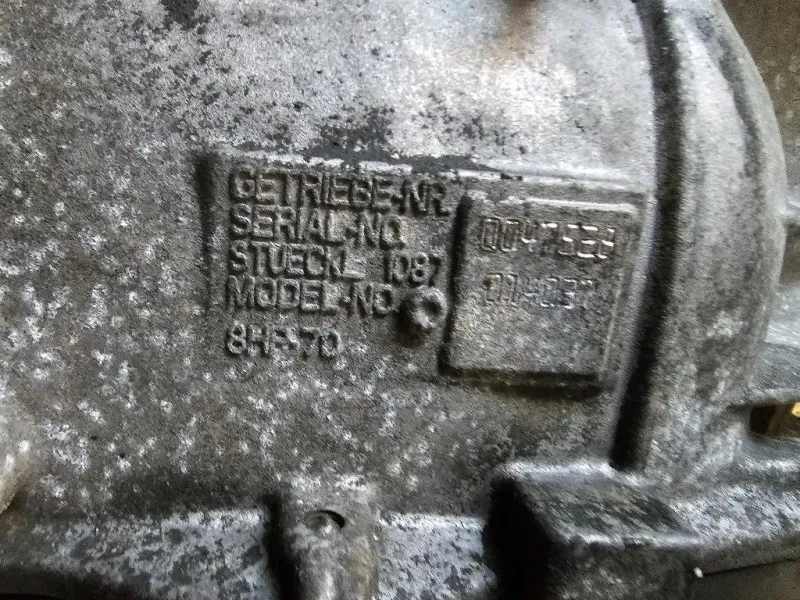 GETRIEBE-NR.
SERIAL-NO.
STUECKL. 1087
MODEL-NO.
8HP-70